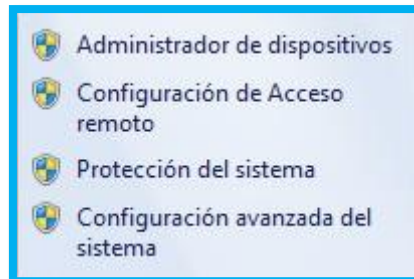 Administrador de dispositivos
Configuración de Acceso
remoto
Protección del sistema
Configuración avanzada del
sistema